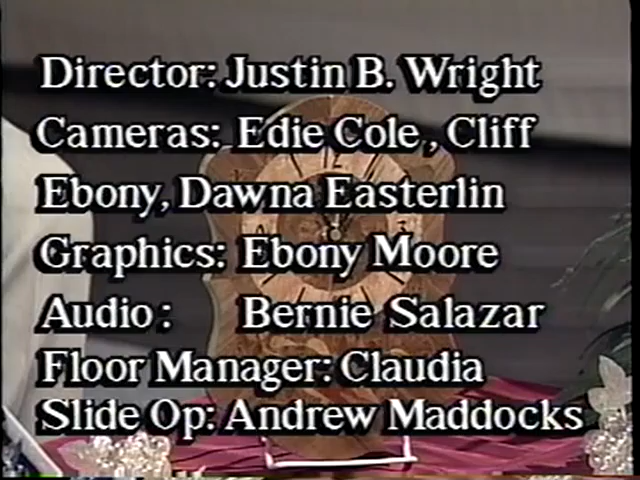 Director: Justin B. Wright
Cameras: Edie Cole, Cliff
Ebony, Dawna Easterlin
Graphics: Ebony Moore
Audio: Bernie Salazar
Floor Manager: Claudia
Slide Op: Andrew Maddocks